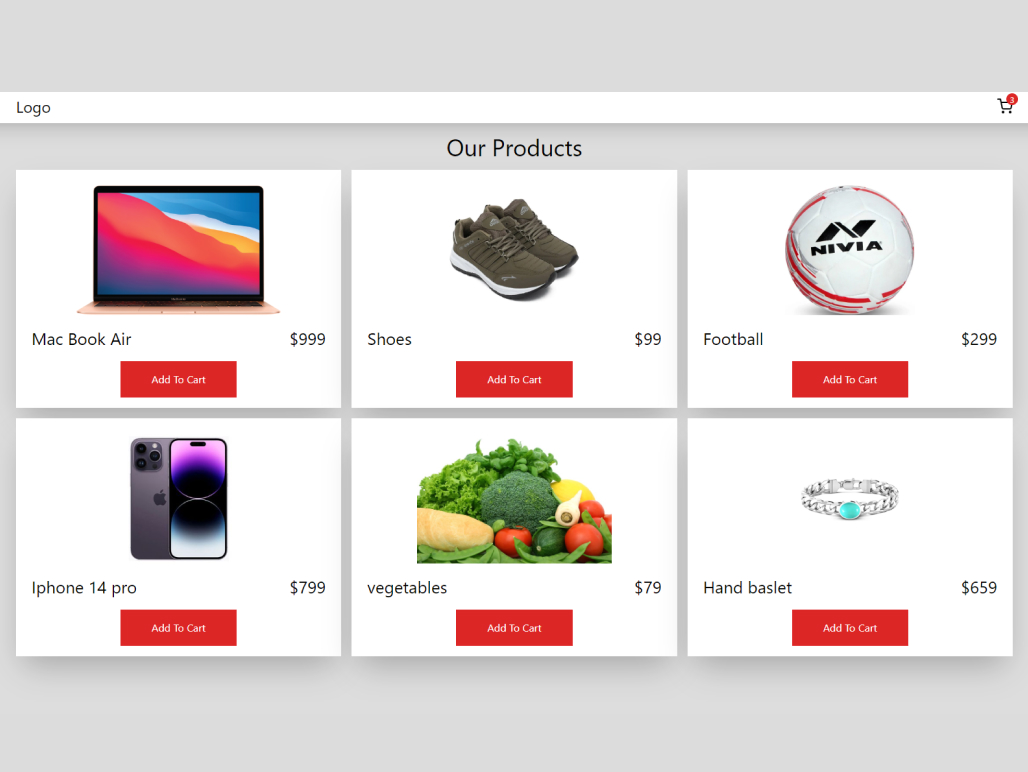 Logo
3
Our Products
NIVIA
Mac Book Air $999
Shoes $99
Football $299
Add To Cart
Add To Cart
Add To Cart
Iphone 14 pro $799
vegetables $79
Hand baslet $659
Add To Cart
Add To Cart
Add To Cart